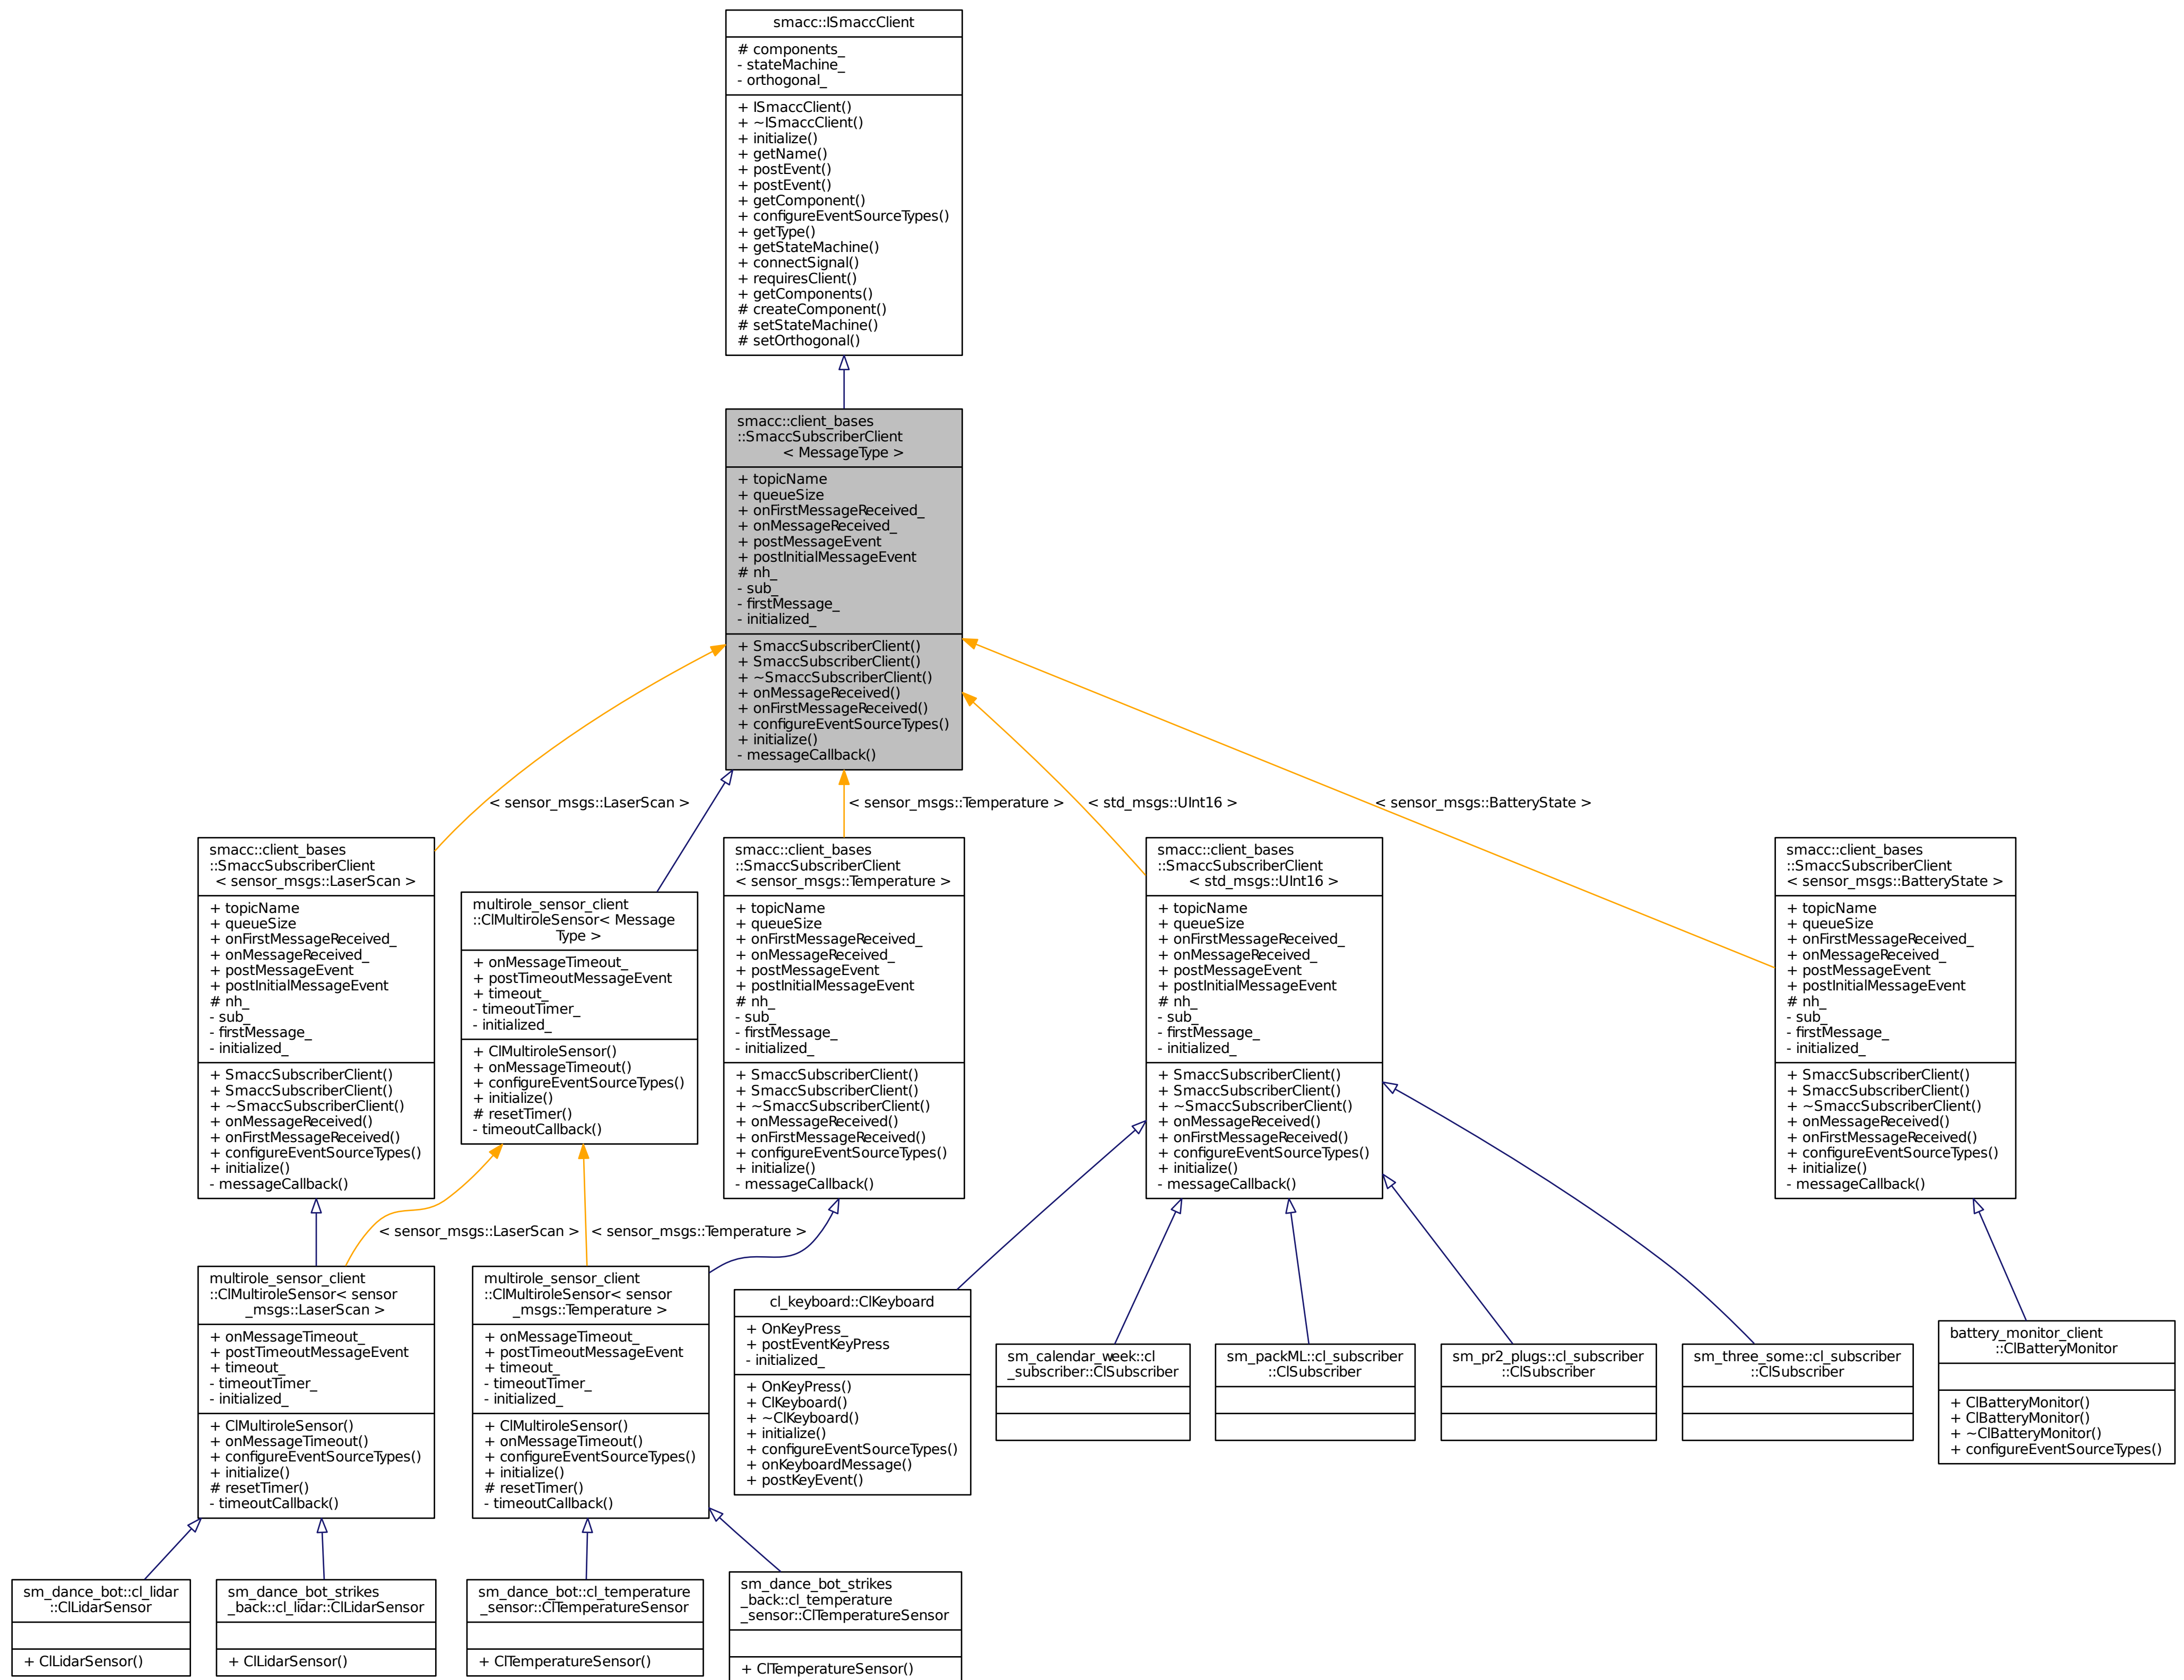 smacc::ISmaccClient
# components_
- stateMachine_
- orthogonal_
+ ISmaccClient()
+ ~ISmaccClient()
+ initialize()
+ getName()
+ postEvent()
+ postEvent()
+ getComponent()
+ configureEventSourceTypes()
+ getType()
+ getStateMachine()
+ connectSignal()
+ requiresClient()
+ getComponents()
# createComponent()
# setStateMachine()
# setOrthogonal()
smacc::client_bases
::SmaccSubscriberClient
< MessageType >
+ topicName
+ queueSize
+ onFirstMessageReceived_
+ onMessageReceived_
+ postMessageEvent
+ postInitialMessageEvent
# nh_
- sub_
- firstMessage_
- initialized_
+ SmaccSubscriberClient()
+ SmaccSubscriberClient()
+ ~SmaccSubscriberClient()
+ onMessageReceived()
+ onFirstMessageReceived()
+ configureEventSourceTypes()
+ initialize()
- messageCallback()
< sensor_msgs::LaserScan >
< sensor_msgs::Temperature >
< std_msgs::UInt16 >
< sensor_msgs::BatteryState >
smacc::client_bases
::SmaccSubscriberClient
< sensor_msgs::LaserScan >
+ topicName
+ queueSize
+ onFirstMessageReceived_
+ onMessageReceived_
+ postMessageEvent
+ postInitialMessageEvent
# nh_
- sub_
- firstMessage_
- initialized_
+ SmaccSubscriberClient()
+ SmaccSubscriberClient()
+ ~SmaccSubscriberClient()
+ onMessageReceived()
+ onFirstMessageReceived()
+ configureEventSourceTypes()
+ initialize()
- messageCallback()
multirole_sensor_client
::ClMultiroleSensor< Message
Type >
+ onMessageTimeout_
+ postTimeoutMessageEvent
+ timeout_
- timeoutTimer_
- initialized_
+ ClMultiroleSensor()
+ onMessageTimeout()
+ configureEventSourceTypes()
+ initialize()
# resetTimer()
- timeoutCallback()
smacc::client_bases
::SmaccSubscriberClient
< sensor_msgs::Temperature >
+ topicName
+ queueSize
+ onFirstMessageReceived_
+ onMessageReceived_
+ postMessageEvent
+ postInitialMessageEvent
# nh_
- sub_
- firstMessage_
- initialized_
+ SmaccSubscriberClient()
+ SmaccSubscriberClient()
+ ~SmaccSubscriberClient()
+ onMessageReceived()
+ onFirstMessageReceived()
+ configureEventSourceTypes()
+ initialize()
- messageCallback()
smacc::client_bases
::SmaccSubscriberClient
< std_msgs::UInt16 >
+ topicName
+ queueSize
+ onFirstMessageReceived_
+ onMessageReceived_
+ postMessageEvent
+ postInitialMessageEvent
# nh_
- sub_
- firstMessage_
- initialized_
+ SmaccSubscriberClient()
+ SmaccSubscriberClient()
+ ~SmaccSubscriberClient()
+ onMessageReceived()
+ onFirstMessageReceived()
+ configureEventSourceTypes()
+ initialize()
- messageCallback()
smacc::client_bases
::SmaccSubscriberClient
< sensor_msgs::BatteryState >
+ topicName
+ queueSize
+ onFirstMessageReceived_
+ onMessageReceived_
+ postMessageEvent
+ postInitialMessageEvent
# nh_
- sub_
- firstMessage_
- initialized_
+ SmaccSubscriberClient()
+ SmaccSubscriberClient()
+ ~SmaccSubscriberClient()
+ onMessageReceived()
+ onFirstMessageReceived()
+ configureEventSourceTypes()
+ initialize()
- messageCallback()
< sensor_msgs::LaserScan >
< sensor_msgs::Temperature >
multirole_sensor_client
::ClMultiroleSensor< sensor
_msgs::LaserScan >
+ onMessageTimeout_
+ postTimeoutMessageEvent
+ timeout_
- timeoutTimer_
- initialized_
+ ClMultiroleSensor()
+ onMessageTimeout()
+ configureEventSourceTypes()
+ initialize()
# resetTimer()
- timeoutCallback()
multirole_sensor_client
::ClMultiroleSensor< sensor
_msgs::Temperature >
+ onMessageTimeout_
+ postTimeoutMessageEvent
+ timeout_
- timeoutTimer_
- initialized_
+ ClMultiroleSensor()
+ onMessageTimeout()
+ configureEventSourceTypes()
+ initialize()
# resetTimer()
- timeoutCallback()
cl_keyboard::ClKeyboard
+ OnKeyPress_
+ postEventKeyPress
- initialized_
+ OnKeyPress()
+ ClKeyboard()
+ ~ClKeyboard()
+ initialize()
+ configureEventSourceTypes()
+ onKeyboardMessage()
+ postKeyEvent()
sm_calendar_week::cl
_subscriber::ClSubscriber
sm_packML::cl_subscriber
::ClSubscriber
sm_pr2_plugs::cl_subscriber
::ClSubscriber
sm_three_some::cl_subscriber
::ClSubscriber
battery_monitor_client
::ClBatteryMonitor
+ ClBatteryMonitor()
+ ClBatteryMonitor()
+ ~ClBatteryMonitor()
+ configureEventSourceTypes()
sm_dance_bot::cl_lidar
::ClLidarSensor
+ ClLidarSensor()
sm_dance_bot_strikes
_back::cl_lidar::ClLidarSensor
+ ClLidarSensor()
sm_dance_bot::cl_temperature
_sensor::ClTemperatureSensor
+ ClTemperatureSensor()
sm_dance_bot_strikes
_back::cl_temperature
_sensor::ClTemperatureSensor
+ ClTemperatureSensor()